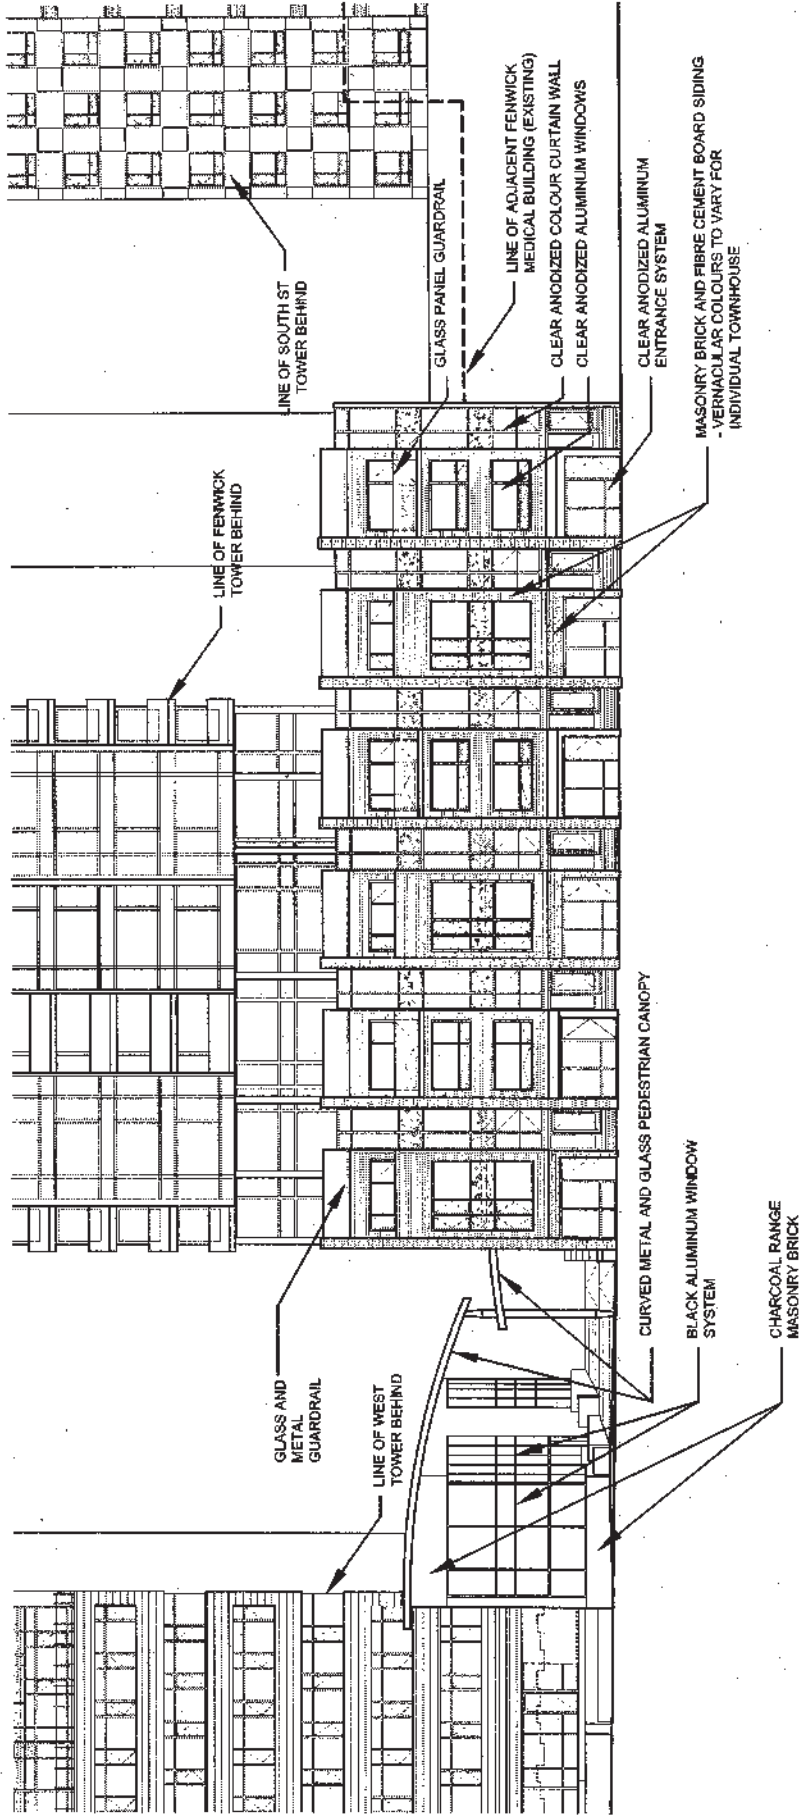 LINE OF WEST
TOWER BEHIND
GLASS AND
METAL
GUARDRAIL
LINE OF FENWICK
TOWER BEHIND
LINE OF SOUTH ST
TOWER BEHIND
GLASS PANEL GUARDRAIL
LINE OF ADJACENT FENWICK
MEDICAL BUILDING (EXISTING)
CLEAR ANODIZED COLOUR CURTAIN WALL
CLEAR ANODIZED ALUMINUM WINDOWS
CLEAR ANODIZED ALUMINUM
ENTRANCE SYSTEM
MASONRY BRICK AND FIBRE CEMENT BOARD SIDING
- VERNACULAR COLOURS TO VARY FOR
INDIVIDUAL TOWNHOUSE
CURVED METAL AND GLASS PEDESTRIAN CANOPY
BLACK ALUMINUM WINDOW
SYSTEM
CHARCOAL RANGE
MASONRY BRICK